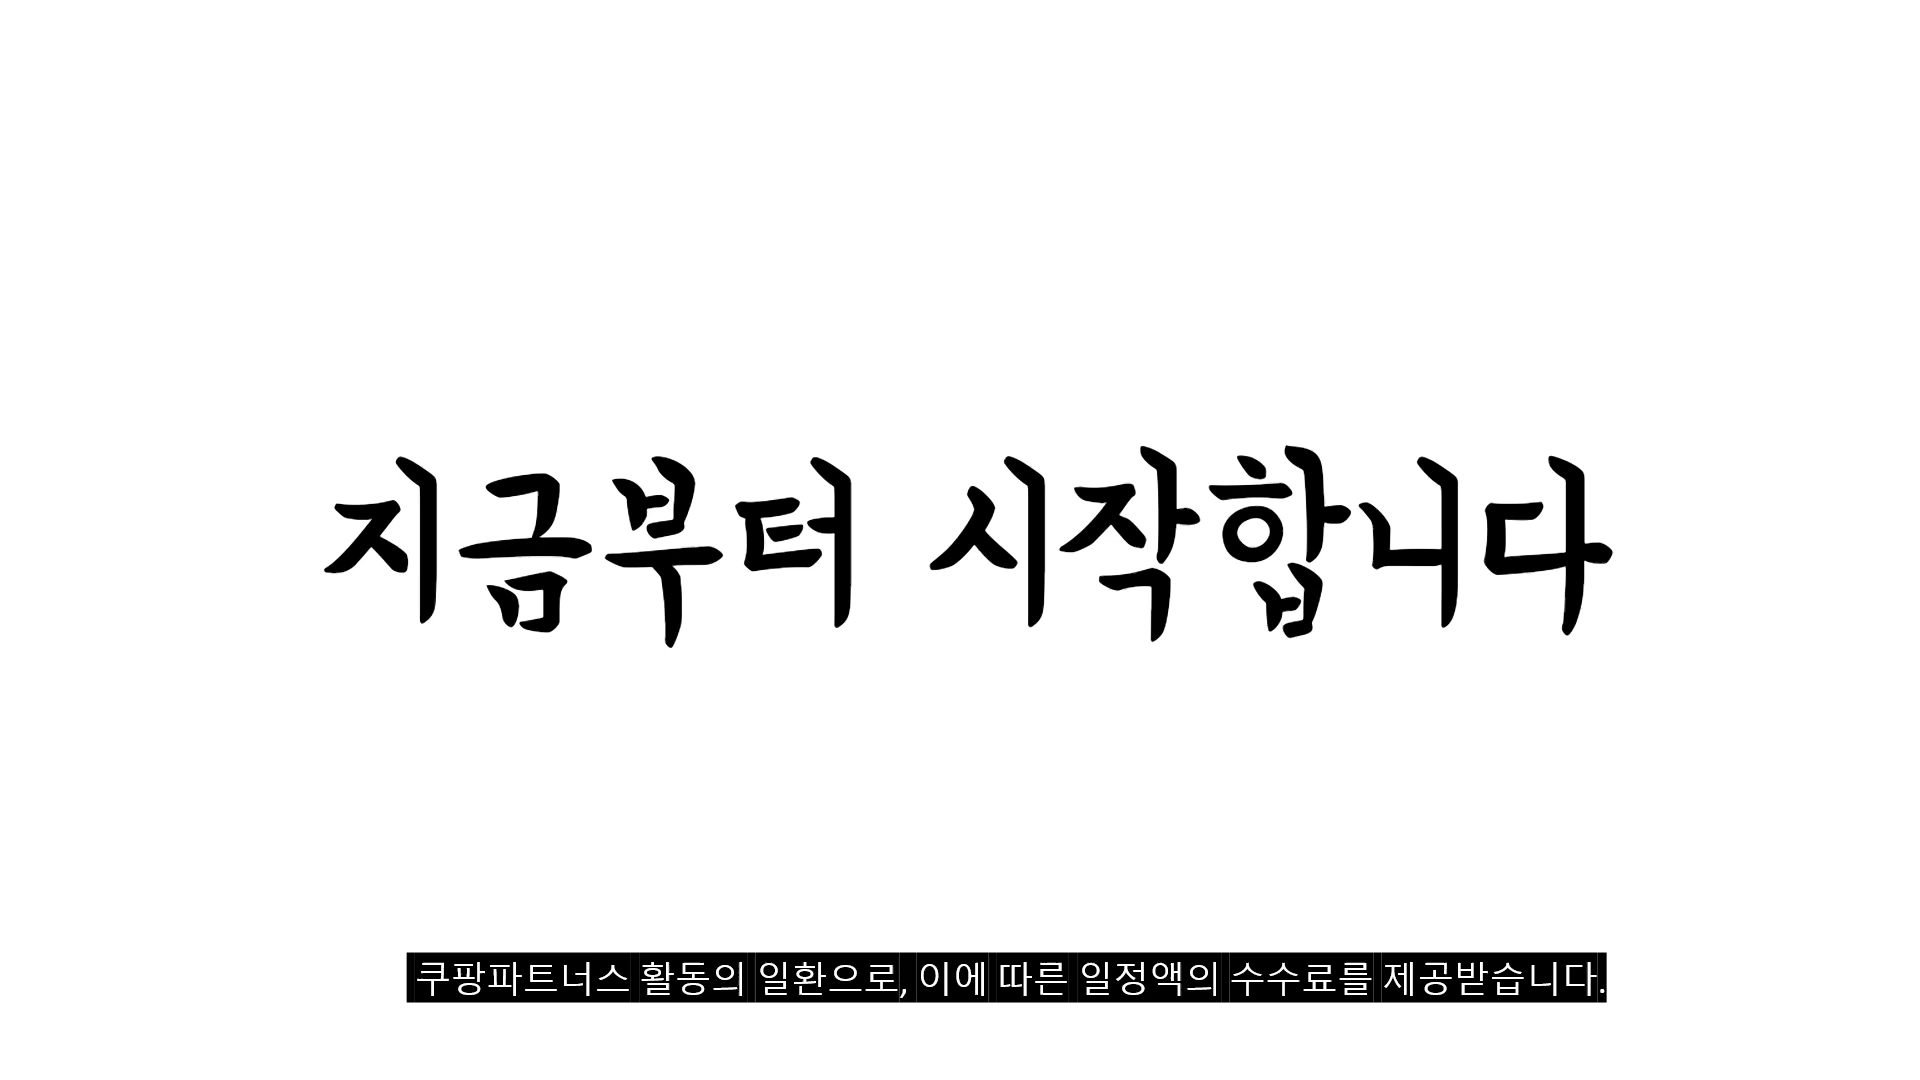 지금부터 시작합니다
쿠팡파트너스 활동의 일환으로, 이에 따른 일정액의 수수료를 제공받습니다.